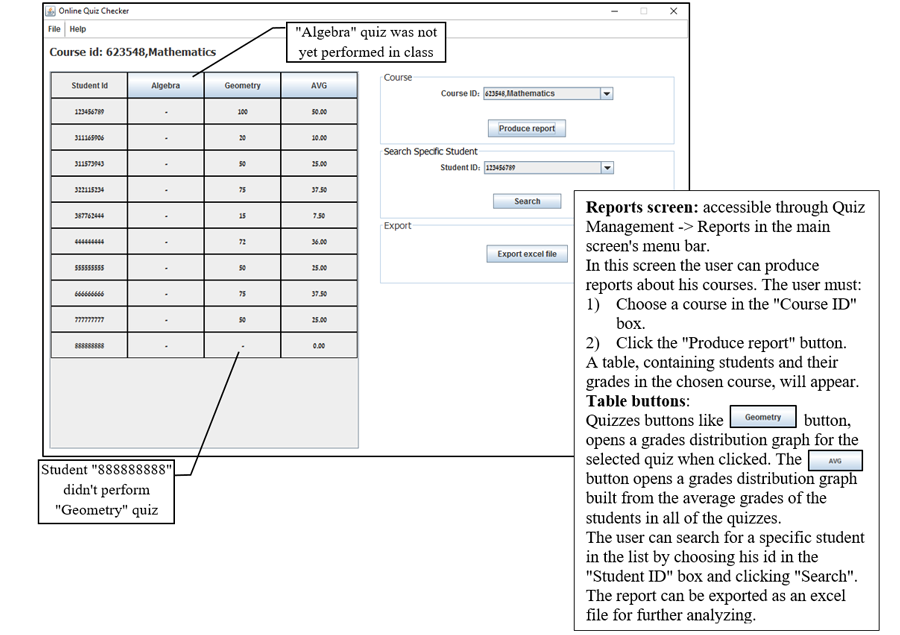 Online Quiz Checker
File Help
"Algebra" quiz was not
yet performed in class
Course id: 623548,Mathematics
Student Id Algebra Geometry AVG
123456789 - 100 50.00
311165906 - 20 10.00
311573943 - 50 25.00
322115234 - 75 37.50
387762444 - 15 7.50
444444444 - 72 36.00
555555555 - 50 25.00
666666666 - 75 37.50
777777777 - 50 25.00
888888888 - - 0.00
Course
Course ID: 623548,Mathematics
Produce report
Search Specific Student
Student ID: 123456789
Search
Export
Export excel file
Student "888888888"
didn't perform
"Geometry" quiz
Reports screen: accessible through Quiz
Management -> Reports in the main
screen's menu bar.
In this screen the user can produce
reports about his courses. The user must:
1) Choose a course in the "Course ID"
box.
2) Click the "Produce report" button.
A table, containing students and their
grades in the chosen course, will appear.
Table buttons:
Quizzes buttons like Geometry button,
opens a grades distribution graph for the
selected quiz when clicked. The AVG
button opens a grades distribution graph
built from the average grades of the
students in all of the quizzes.
The user can search for a specific student
in the list by choosing his id in the
"Student ID" box and clicking "Search".
The report can be exported as an excel
file for further analyzing.